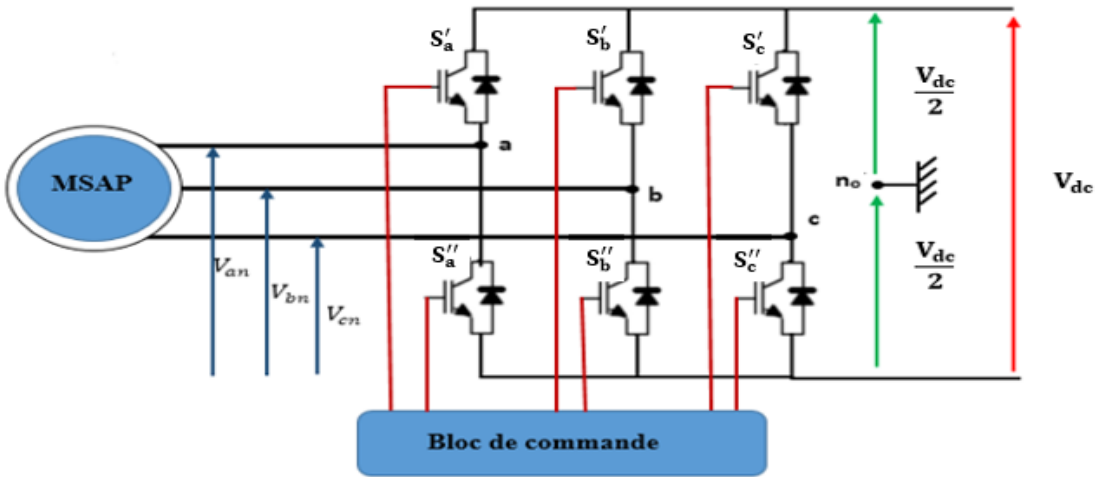 S'a
S'b
S'c
Vdc
2
MSAP
a
b
c
no
Vdc
Vdc
2
S''a
S''b
S''c
Van
Vbn
Vcn
Bloc de commande